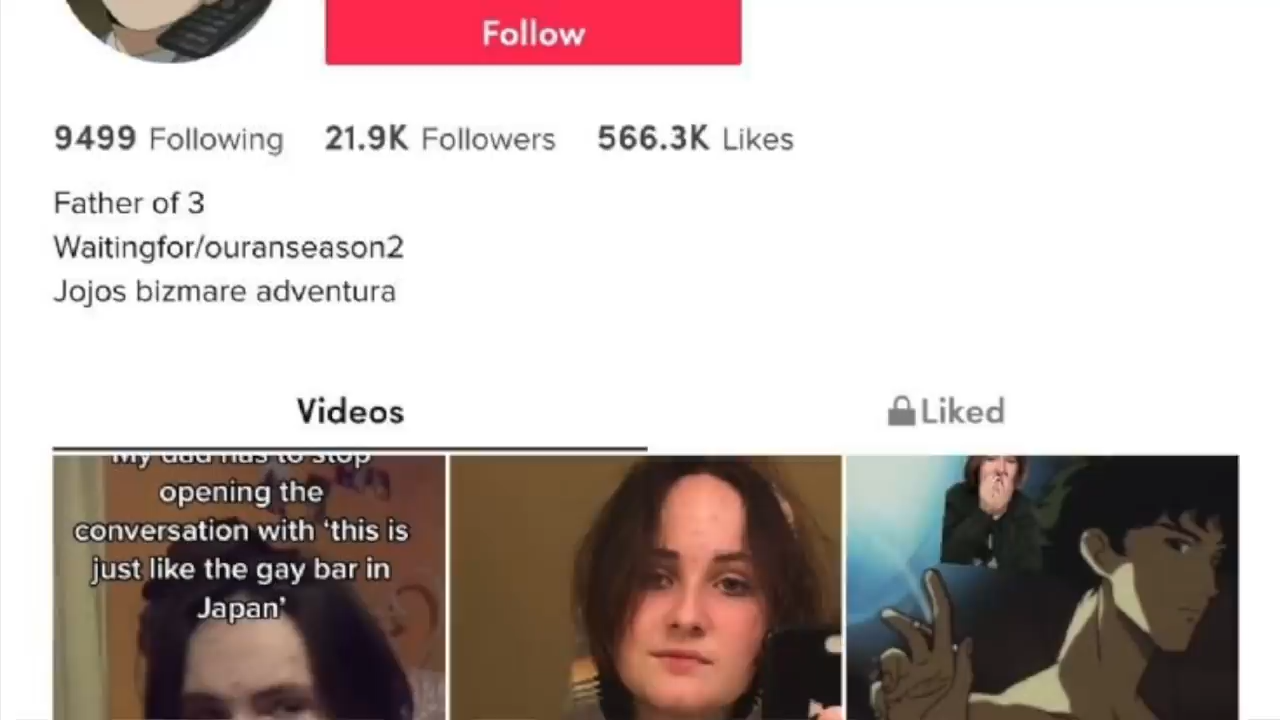 Follow
9499 Following 21.9K Followers 566.3K Likes
Father of 3
Waitingfor/ouranseason2
Jojos bizmare adventura
Videos Liked
My dad has to stop
opening the
conversation with ‘this is
just like the gay bar in
Japan’